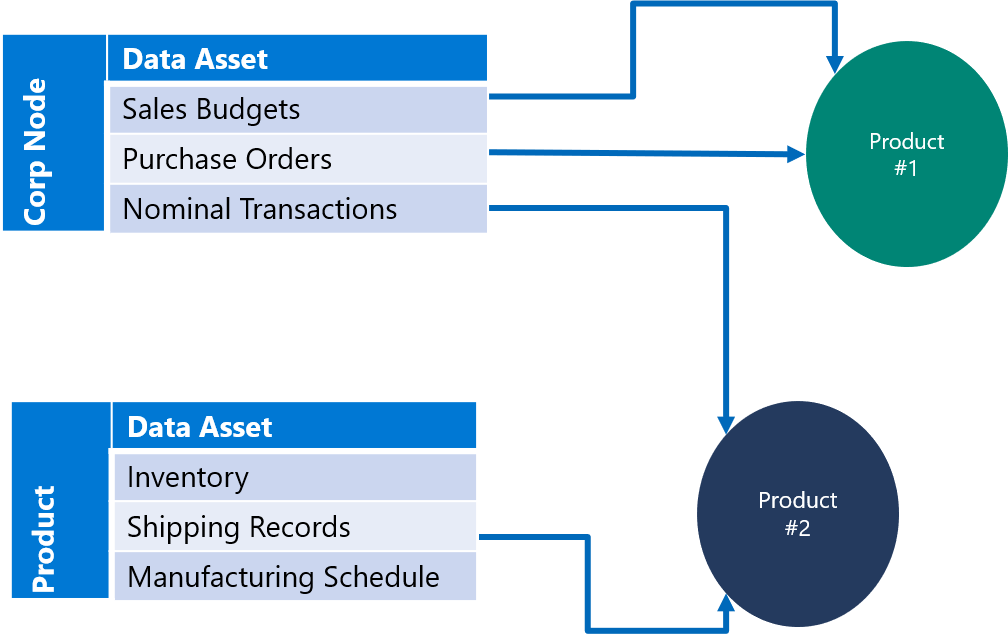 Corp Node
Data Asset
Sales Budgets
Purchase Orders
Nominal Transactions
Product
#1
Product
Data Asset
Inventory
Shipping Records
Manufacturing Schedule
Product
#2